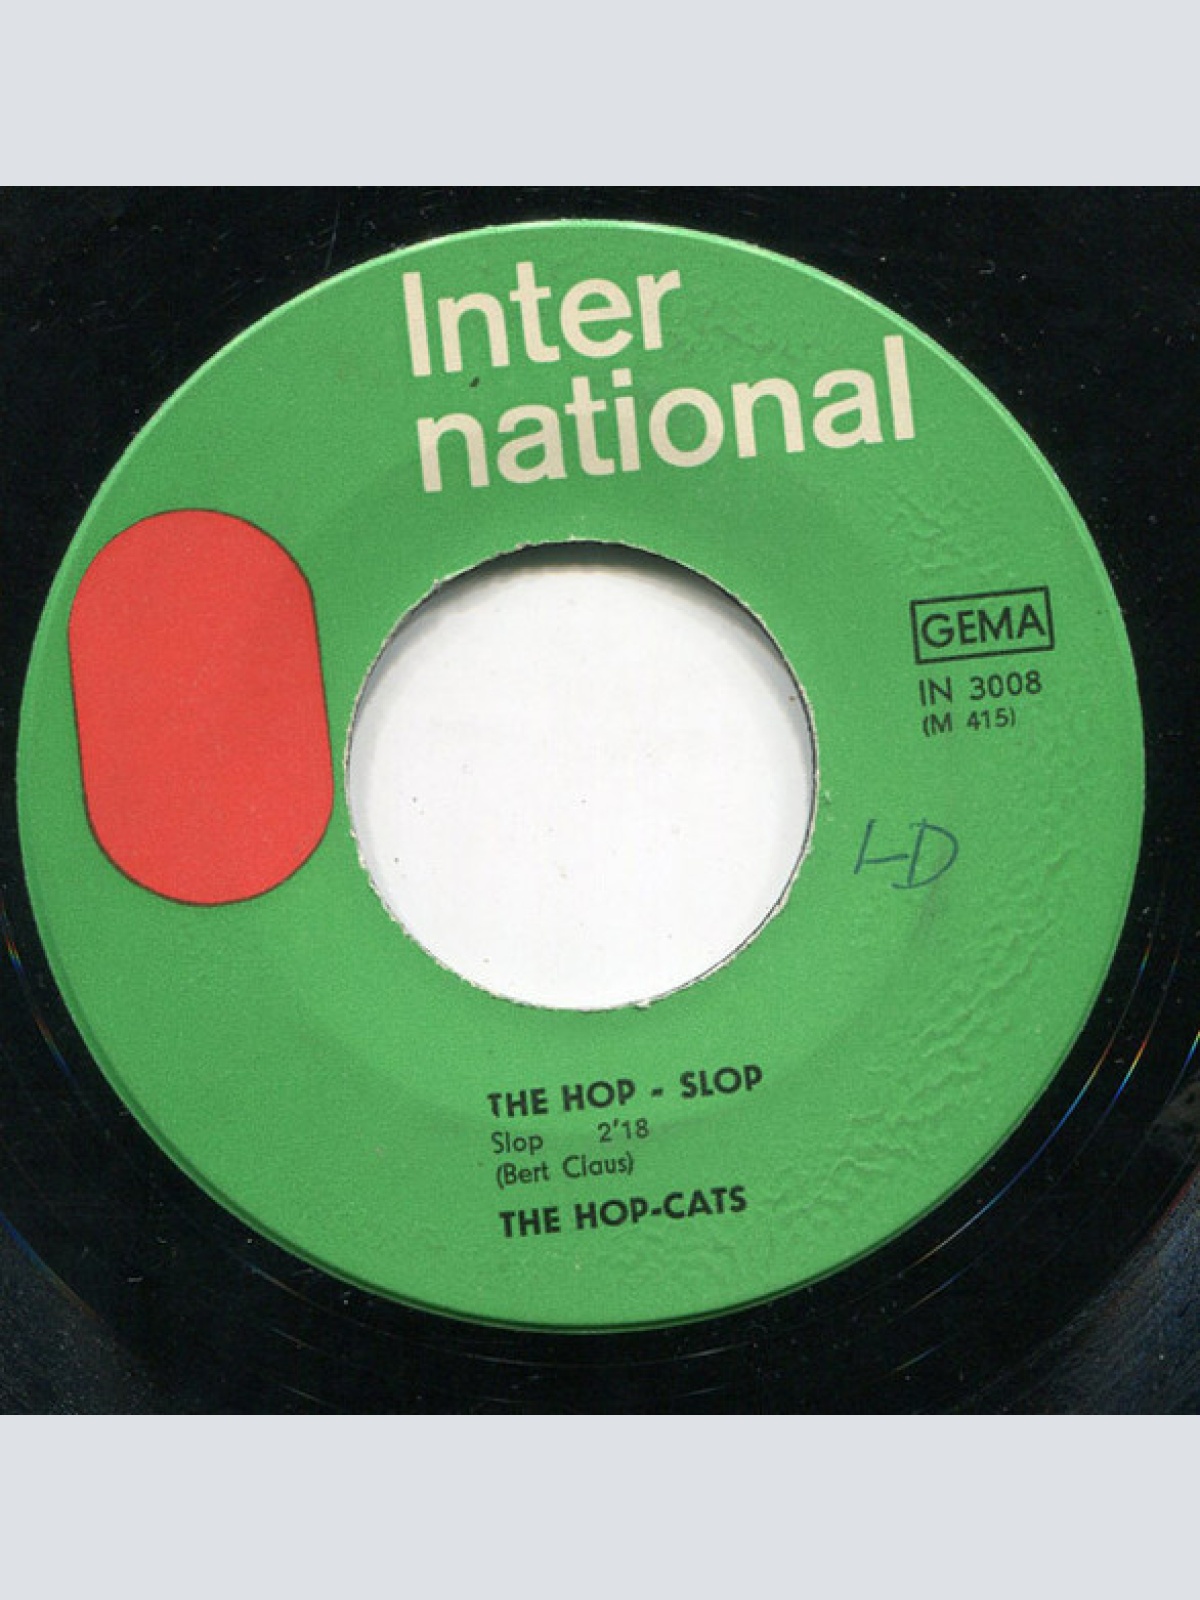 Inter
national
GEMA
IN 3008
(M 415)
THE HOP - SLOP
Slop 2'18
(Bert Claus)
THE HOP-CATS